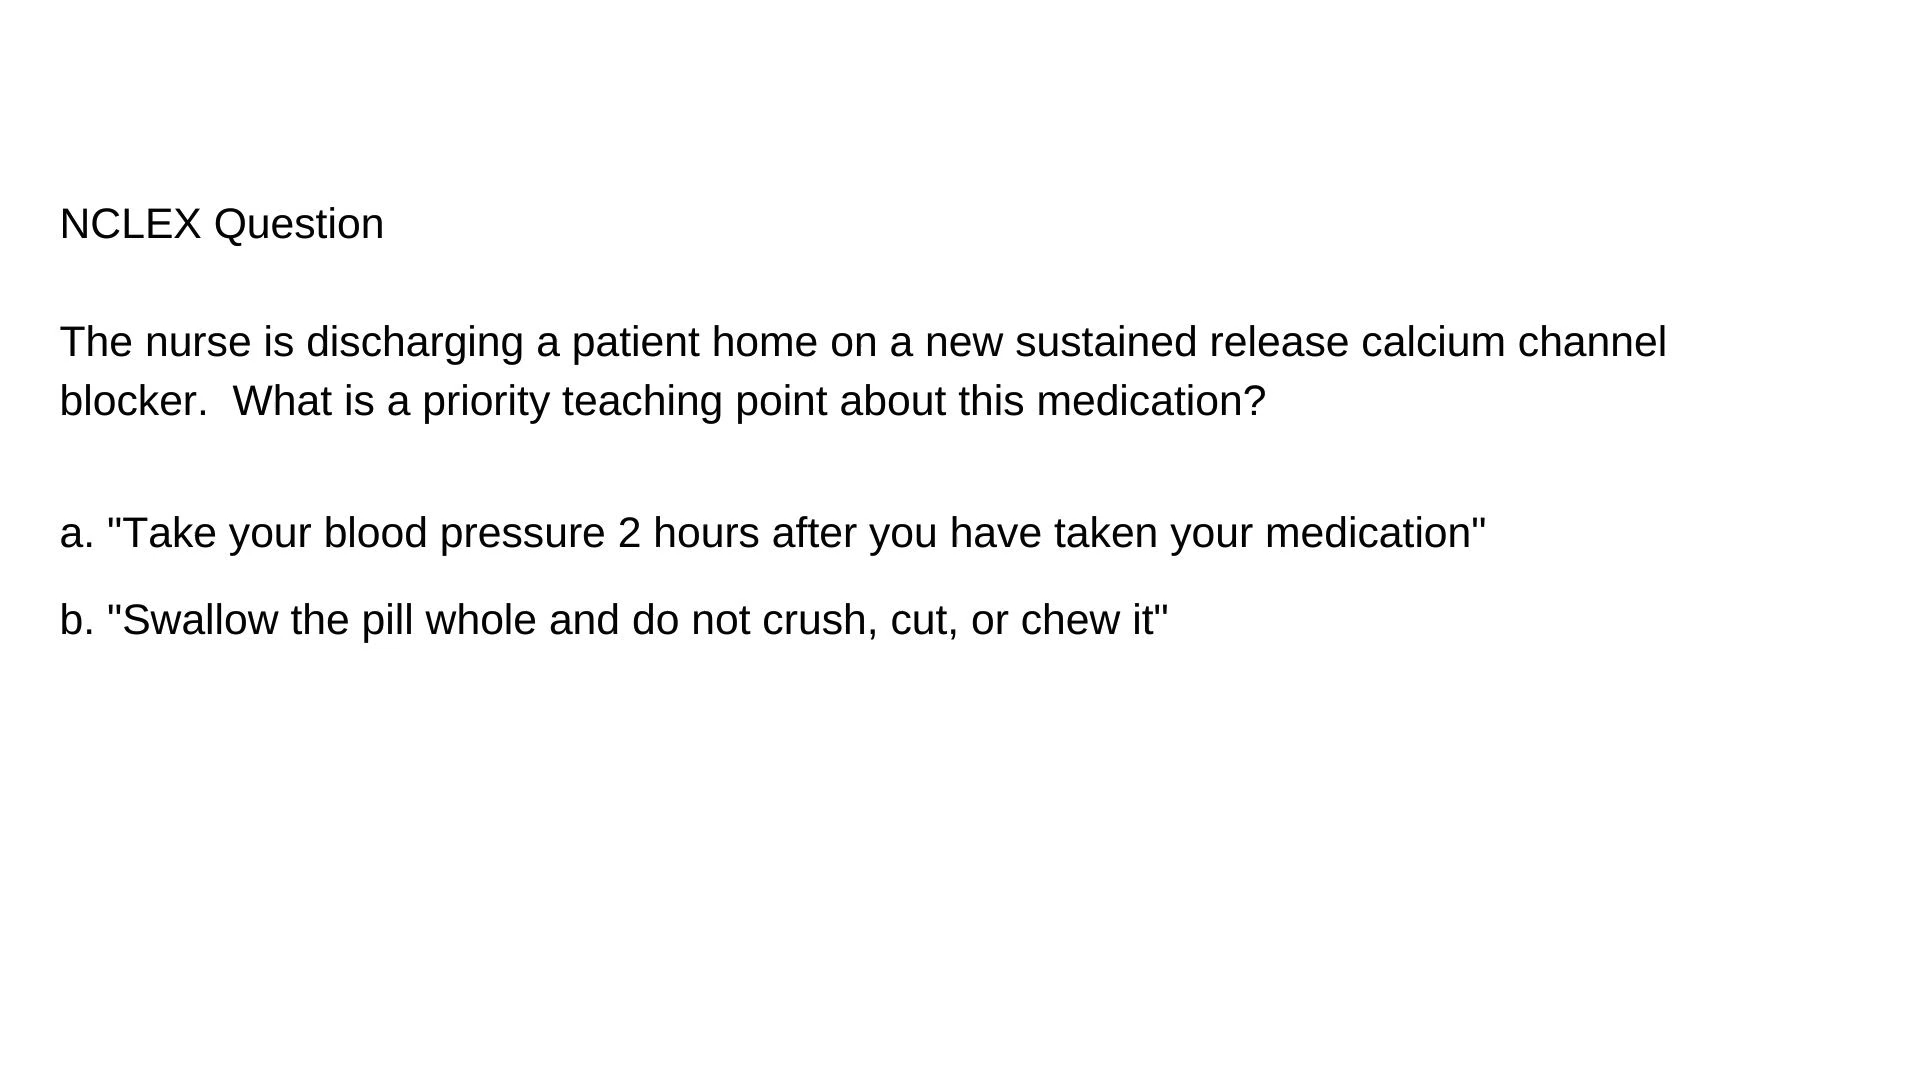 NCLEX Question
The nurse is discharging a patient home on a new sustained release calcium channel
blocker.  What is a priority teaching point about this medication?
a. "Take your blood pressure 2 hours after you have taken your medication"
b. "Swallow the pill whole and do not crush, cut, or chew it"